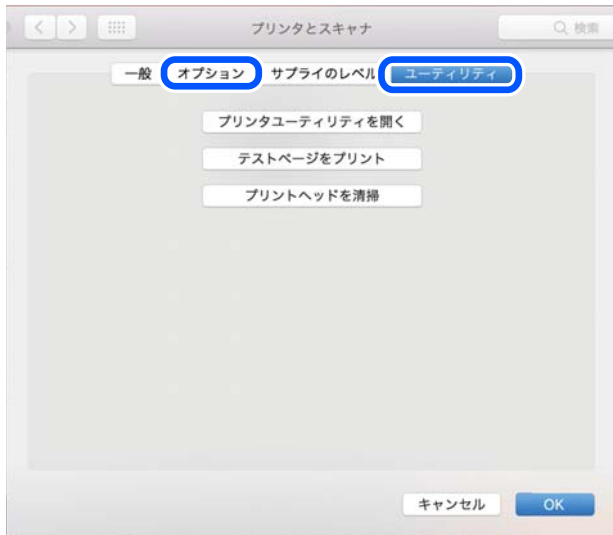 プリンタとスキャナ 検索
一般 オプション サプライのレベル ユーティリティ
プリンタユーティリティを開く
テストページをプリント
プリントヘッドを清掃
キャンセル OK